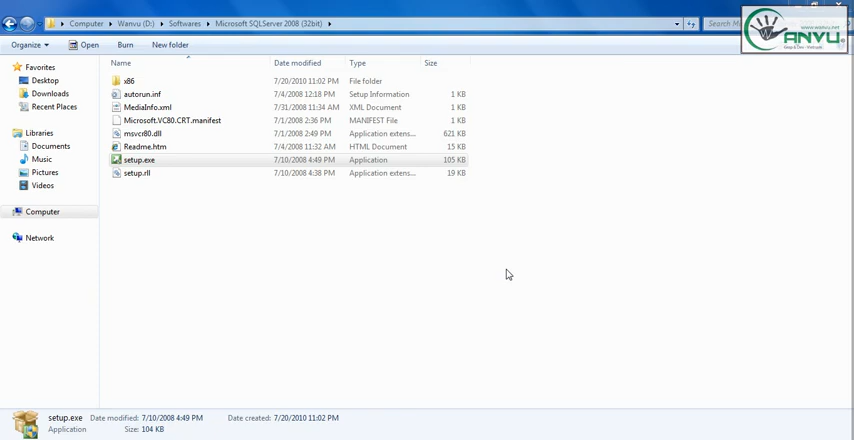 Computer ▸ Wanvu (D:) ▸ Softwares ▸ Microsoft SQLServer 2008 (32bit) ▸
Search M
www.wanvu.net
WANVU
Organize ▾ Open Burn New folder
Name Date modified Type Size
Favorites
Desktop
Downloads
Recent Places
Libraries
Documents
Music
Pictures
Videos
Computer
Network
x86 7/20/2010 11:02 PM File folder
autorun.inf 7/4/2008 12:18 PM Setup Information 1 KB
MediaInfo.xml 7/31/2008 11:34 AM XML Document 1 KB
Microsoft.VC80.CRT.manifest 7/1/2008 2:36 PM MANIFEST File 1 KB
msvcr80.dll 7/1/2008 2:49 PM Application extens... 621 KB
Readme.htm 7/4/2008 11:32 AM HTML Document 15 KB
setup.exe 7/10/2008 4:49 PM Application 105 KB
setup.rll 7/10/2008 4:38 PM Application extens... 19 KB
setup.exe Date modified: 7/10/2008 4:49 PM Date created: 7/20/2010 11:02 PM
Application Size: 104 KB